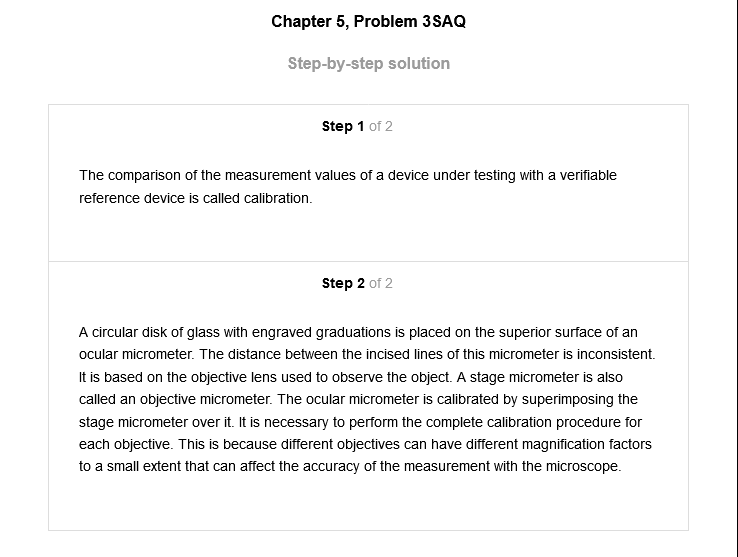 Chapter 5, Problem 3SAQ
Step-by-step solution
Step 1 of 2
The comparison of the measurement values of a device under testing with a verifiable
reference device is called calibration.
Step 2 of 2
A circular disk of glass with engraved graduations is placed on the superior surface of an
ocular micrometer. The distance between the incised lines of this micrometer is inconsistent.
It is based on the objective lens used to observe the object. A stage micrometer is also
called an objective micrometer. The ocular micrometer is calibrated by superimposing the
stage micrometer over it. It is necessary to perform the complete calibration procedure for
each objective. This is because different objectives can have different magnification factors
to a small extent that can affect the accuracy of the measurement with the microscope.